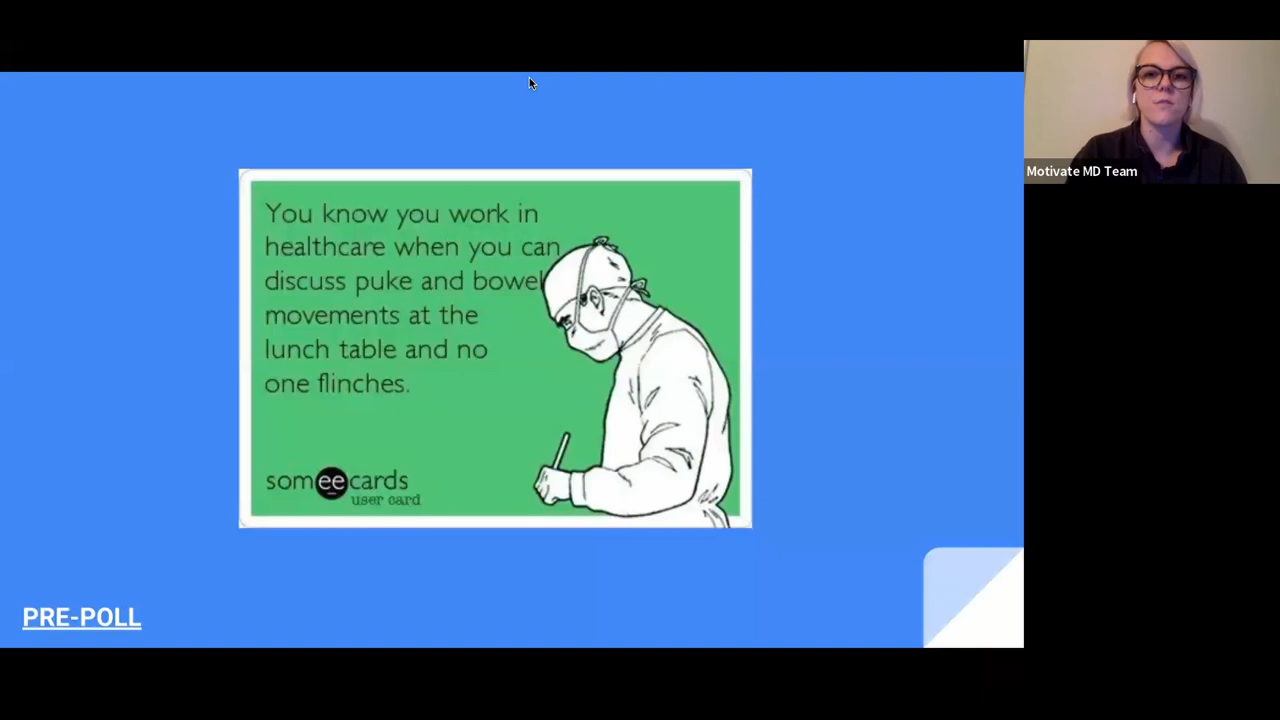 You know you work in
healthcare when you can
discuss puke and bowel
movements at the
lunch table and no
one flinches.
someecards
user card
PRE-POLL
Motivate MD Team